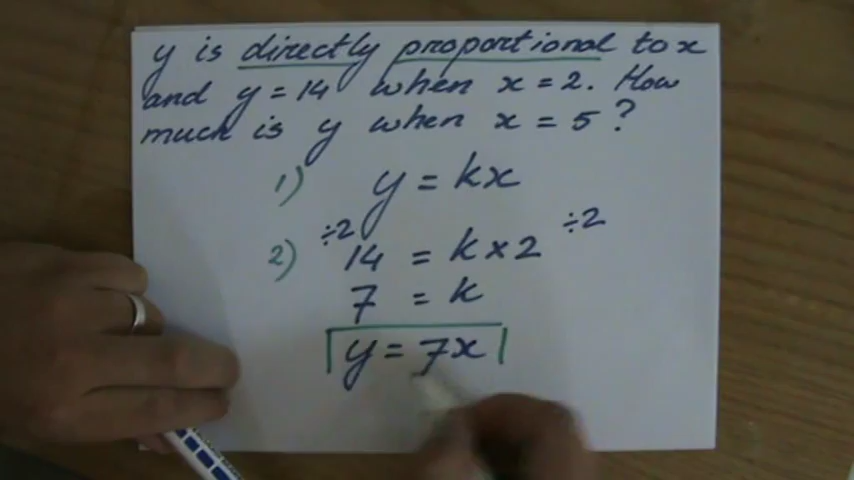 y is directly proportional to x
and y = 14 when x = 2. How
much is y when x = 5?
1) y = kx
÷2 ÷2
2) 14 = k × 2
7 = k
y = 7x